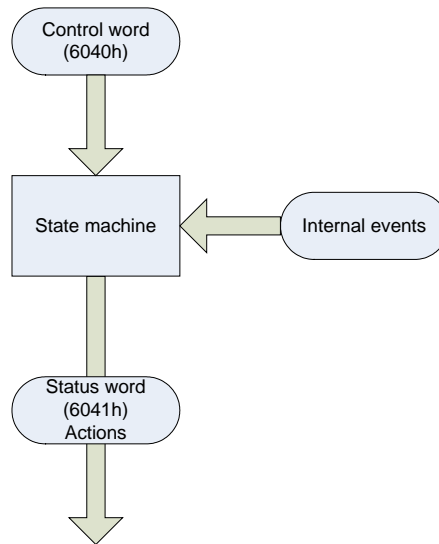 Control word
(6040h)
State machine
Internal events
Status word
(6041h)
Actions